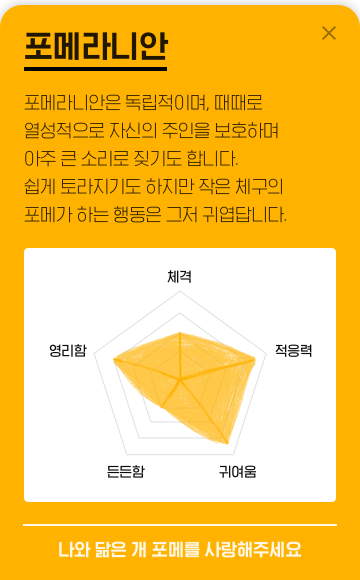 포메라니안
포메라니안은 독립적이며, 때때로
열성적으로 자신의 주인을 보호하며
아주 큰 소리로 짖기도 합니다.
쉽게 토라지기도 하지만 작은 체구의
포메가 하는 행동은 그저 귀엽답니다.
체격
영리함
적응력
든든함
귀여움
나와 닮은 개 포메를 사랑해주세요